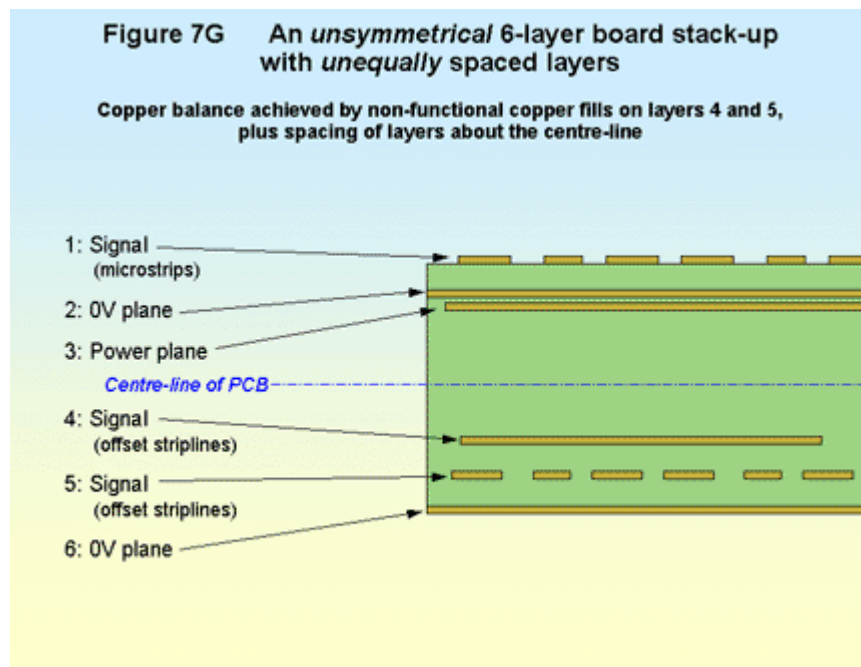 Figure 7G An unsymmetrical 6-layer board stack-up
with unequally spaced layers
Copper balance achieved by non-functional copper fills on layers 4 and 5,
plus spacing of layers about the centre-line
1: Signal
(microstrips)
2: 0V plane
3: Power plane
Centre-line of PCB
4: Signal
(offset striplines)
5: Signal
(offset striplines)
6: 0V plane